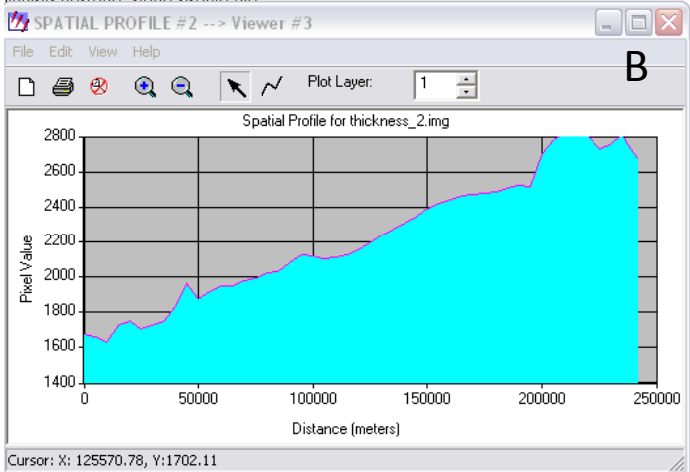 SPATIAL PROFILE #2 --> Viewer #3
File Edit View Help
B
Plot Layer: 1
Spatial Profile for thickness_2.img
2800
2600
2400
2200
2000
1800
1600
1400
Pixel Value
0 50000 100000 150000 200000 250000
Distance (meters)
Cursor: X: 125570.78, Y:1702.11